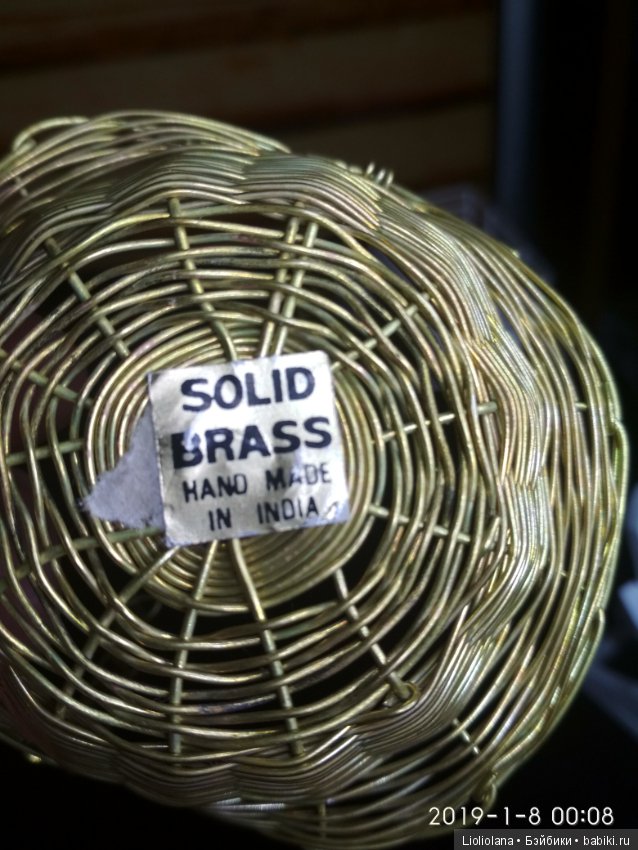 SOLID
BRASS
HAND MADE
IN INDIA
2019-1-8 00:08
Lioliolana • Бэйбики • babiki.ru